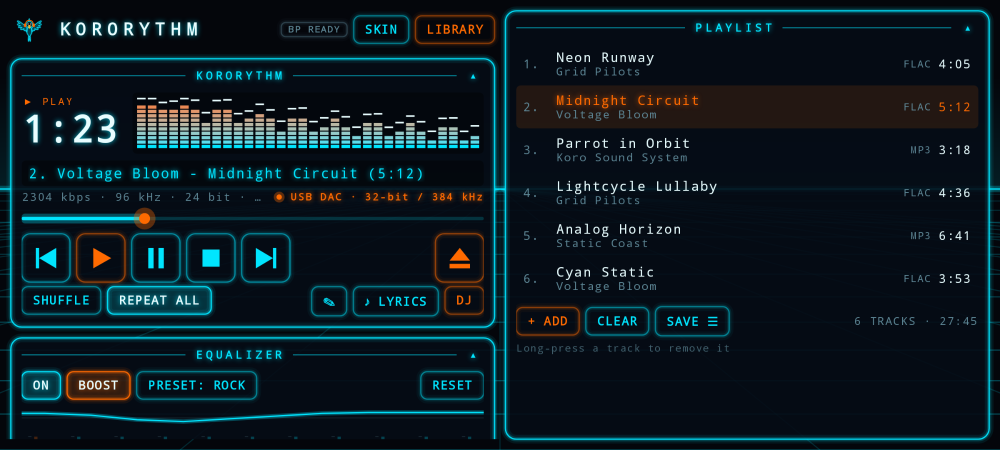 KORORYTHM
BP READY
SKIN
LIBRARY
KORORYTHM
▶ PLAY
1:23
2. Voltage Bloom - Midnight Circuit (5:12)
2304 kbps · 96 kHz · 24 bit · …
USB DAC · 32-bit / 384 kHz
SHUFFLE
REPEAT ALL
♪ LYRICS
DJ
EQUALIZER
ON
BOOST
PRESET: ROCK
RESET
PLAYLIST
1. Neon Runway FLAC 4:05
Grid Pilots
2. Midnight Circuit FLAC 5:12
Voltage Bloom
3. Parrot in Orbit MP3 3:18
Koro Sound System
4. Lightcycle Lullaby FLAC 4:36
Grid Pilots
5. Analog Horizon MP3 6:41
Static Coast
6. Cyan Static FLAC 3:53
Voltage Bloom
+ ADD
CLEAR
SAVE ☰
6 TRACKS · 27:45
Long-press a track to remove it